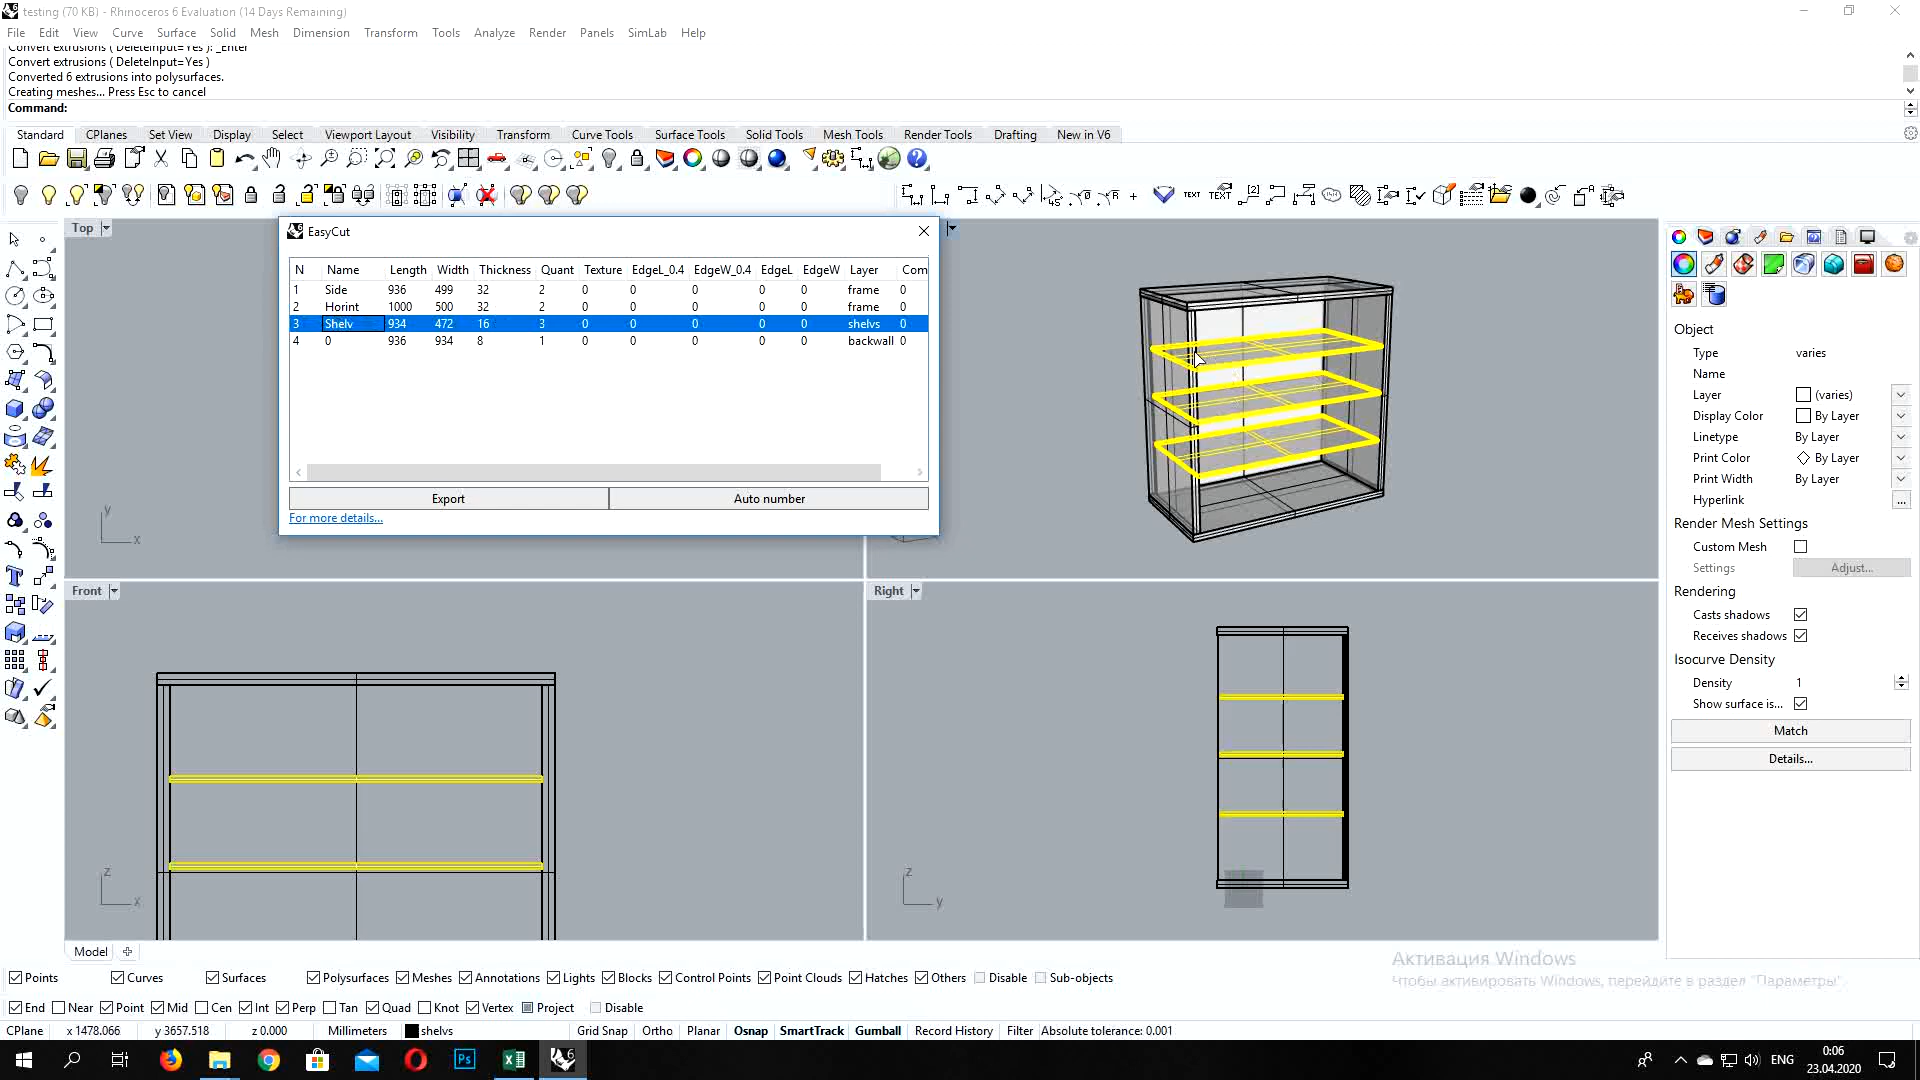 testing (70 KB) - Rhinoceros 6 Evaluation (14 Days Remaining)
File Edit View Curve Surface Solid Mesh Dimension Transform Tools Analyze Render Panels SimLab Help
Convert extrusions ( DeleteInput=Yes ): _Enter
Convert extrusions ( DeleteInput=Yes )
Converted 6 extrusions into polysurfaces.
Creating meshes... Press Esc to cancel
Command:
Standard CPlanes Set View Display Select Viewport Layout Visibility Transform Curve Tools Surface Tools Solid Tools Mesh Tools Render Tools Drafting New in V6
TEXT TEXT
Top
EasyCut
N Name Length Width Thickness Quant Texture EdgeL_0.4 EdgeW_0.4 EdgeL EdgeW Layer Com
1 Side 936 499 32 2 0 0 0 0 0 frame 0
2 Horint 1000 500 32 2 0 0 0 0 0 frame 0
3 Shelv 934 472 16 3 0 0 0 0 0 shelvs 0
4 0 936 934 8 1 0 0 0 0 0 backwall 0
Export Auto number
For more details...
y
x
Object
Type varies
Name
Layer (varies)
Display Color By Layer
Linetype By Layer
Print Color By Layer
Print Width By Layer
Hyperlink ...
Render Mesh Settings
Custom Mesh
Settings Adjust...
Rendering
Casts shadows
Receives shadows
Isocurve Density
Density 1
Show surface is...
Match
Details...
Front
z
x
Right
z
y
Model
Активация Windows
Чтобы активировать Windows, перейдите в раздел "Параметры".
Points Curves Surfaces Polysurfaces Meshes Annotations Lights Blocks Control Points Point Clouds Hatches Others Disable Sub-objects
End Near Point Mid Cen Int Perp Tan Quad Knot Vertex Project Disable
CPlane x 1478.066 y 3657.518 z 0.000 Millimeters shelvs Grid Snap Ortho Planar Osnap SmartTrack Gumball Record History Filter Absolute tolerance: 0.001
Ps
ENG
0:06
23.04.2020